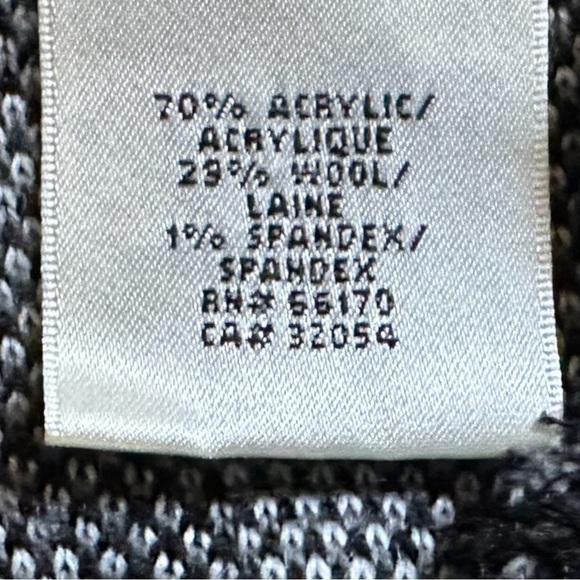 70% ACRYLIC/
ACRYLIQUE
29% WOOL/
LAINE
1% SPANDEX/
SPANDEX
RN# 66170
CA# 32054